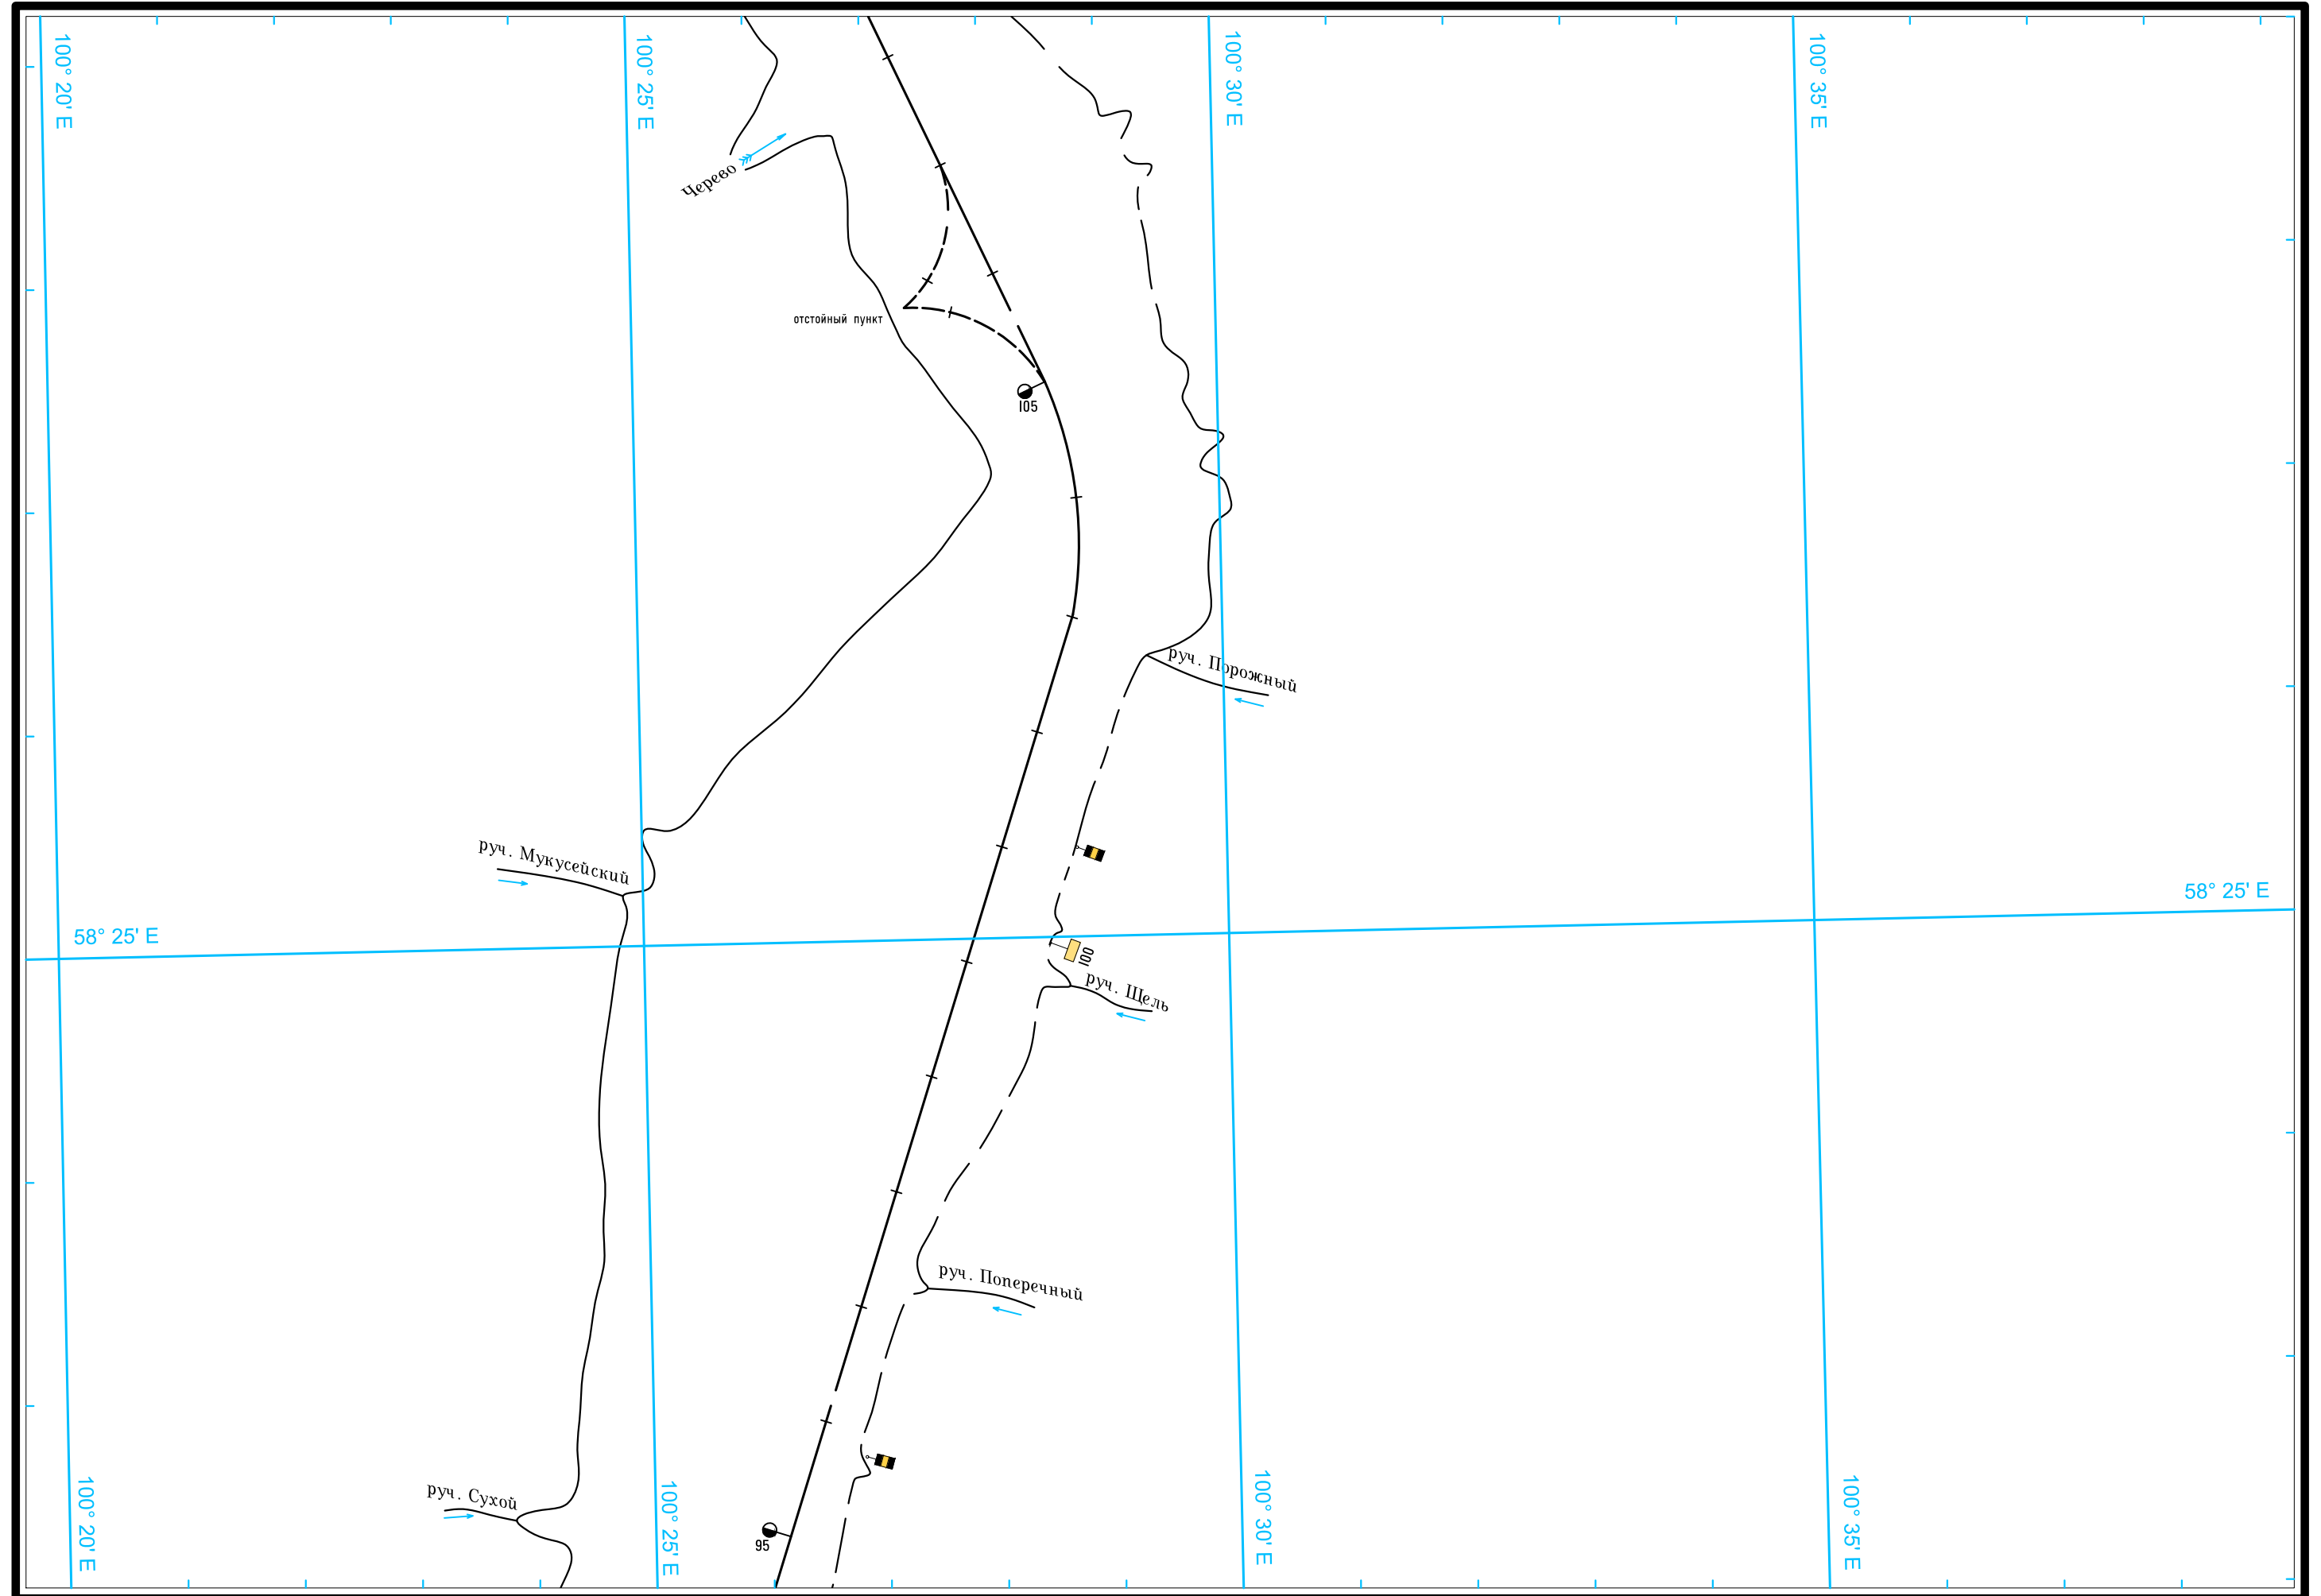 100° 20' E
100° 25' E
100° 30' E
100° 35' E
Черево
отстойный пункт
105
руч. Порожный
руч. Мукусейский
58° 25' E
58° 25' E
100
руч. Щель
руч. Поперечный
руч. Сухой
95
100° 20' E
100° 25' E
100° 30' E
100° 35' E